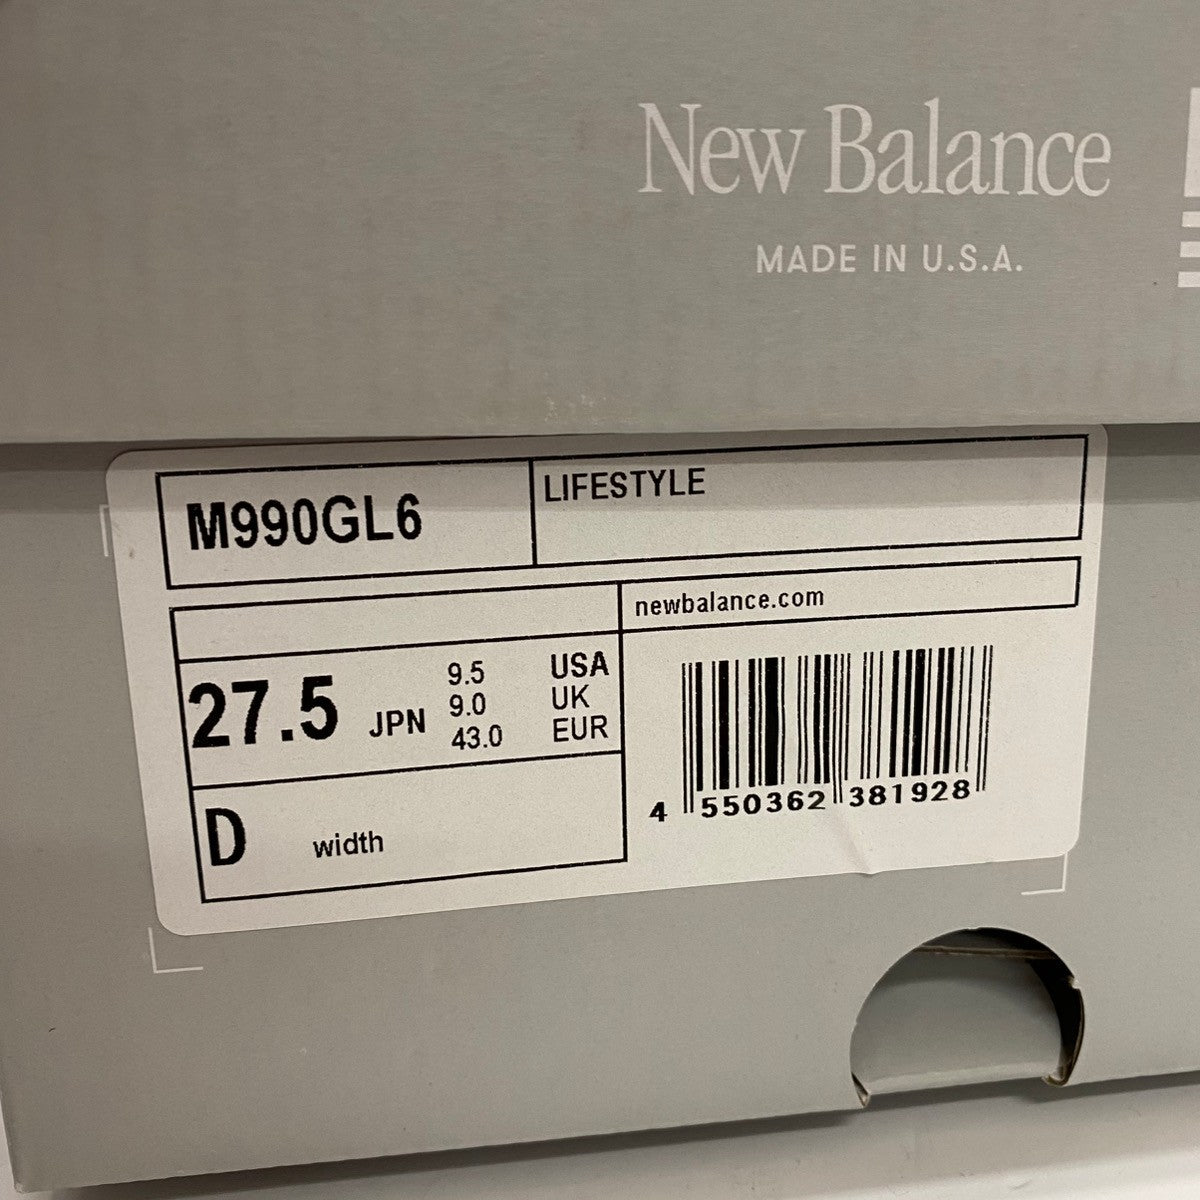 New Balance
MADE IN U.S.A.
M990GL6
LIFESTYLE
newbalance.com
27.5 JPN
9.5 USA
9.0 UK
43.0 EUR
D width
4 550362 381928